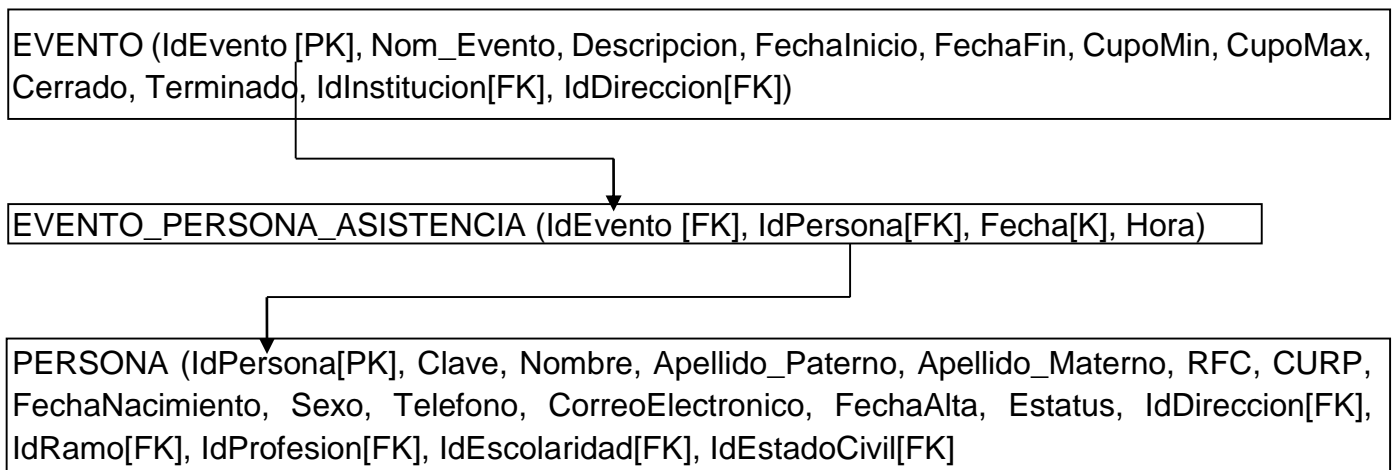 EVENTO (IdEvento [PK], Nom_Evento, Descripcion, FechaInicio, FechaFin, CupoMin, CupoMax,
Cerrado, Terminado, IdInstitucion[FK], IdDireccion[FK])
EVENTO_PERSONA_ASISTENCIA (IdEvento [FK], IdPersona[FK], Fecha[K], Hora)
PERSONA (IdPersona[PK], Clave, Nombre, Apellido_Paterno, Apellido_Materno, RFC, CURP,
FechaNacimiento, Sexo, Telefono, CorreoElectronico, FechaAlta, Estatus, IdDireccion[FK],
IdRamo[FK], IdProfesion[FK], IdEscolaridad[FK], IdEstadoCivil[FK]